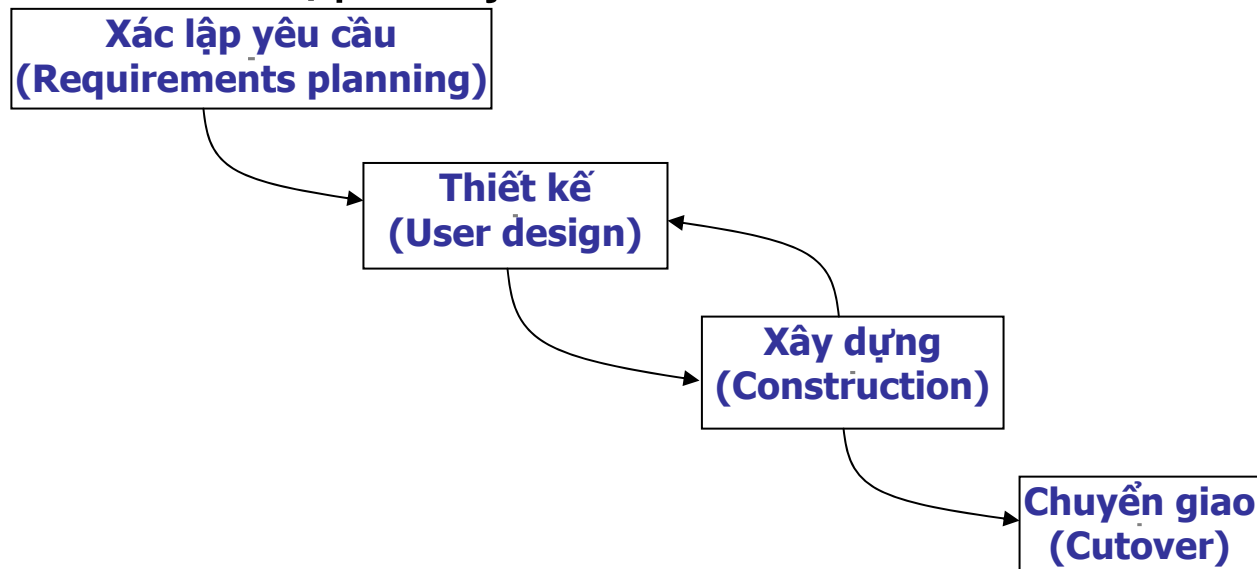 Xác lập yêu cầu
(Requirements planning)
Thiết kế
(User design)
Xây dựng
(Construction)
Chuyển giao
(Cutover)